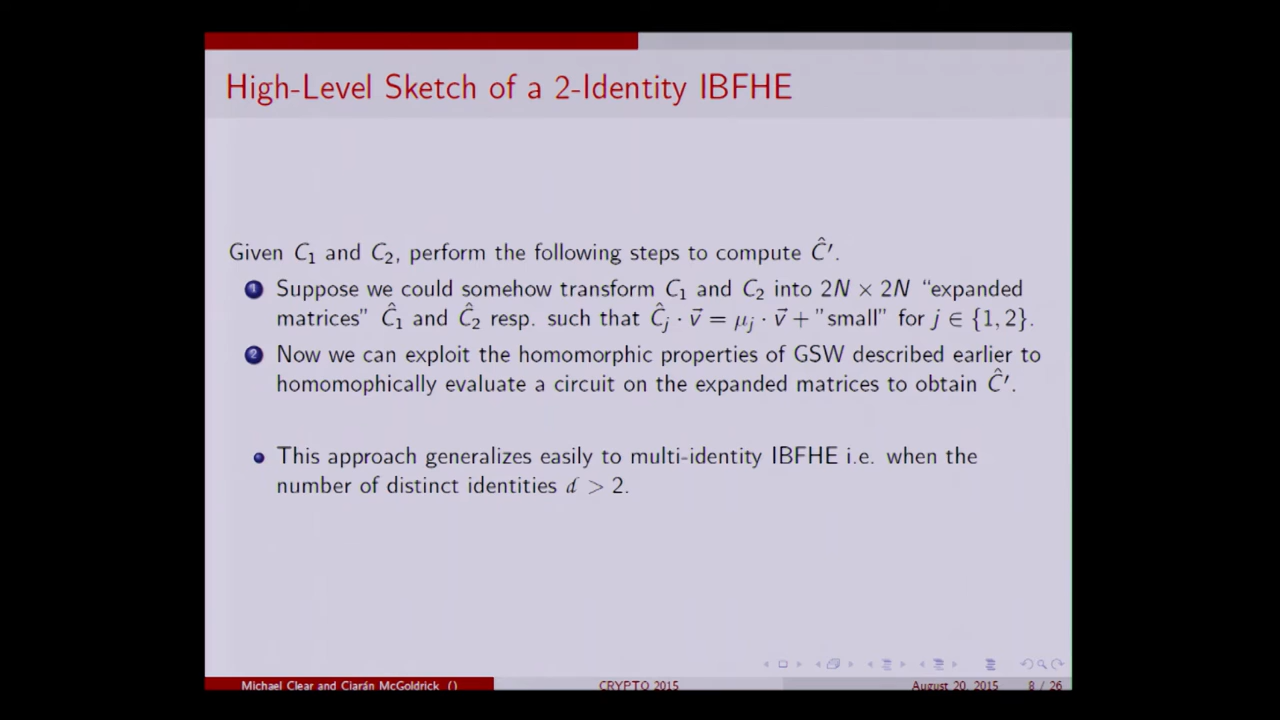 High-Level Sketch of a 2-Identity IBFHE
Given C₁ and C₂, perform the following steps to compute Ĉ′.
1 Suppose we could somehow transform C₁ and C₂ into 2N × 2N “expanded
matrices” Ĉ₁ and Ĉ₂ resp. such that Ĉⱼ · v⃗ = μⱼ · v⃗ + ”small” for j ∈ {1, 2}.
2 Now we can exploit the homomorphic properties of GSW described earlier to
homomophically evaluate a circuit on the expanded matrices to obtain Ĉ′.
• This approach generalizes easily to multi-identity IBFHE i.e. when the
number of distinct identities d > 2.
Michael Clear and Ciarán McGoldrick () CRYPTO 2015 August 20, 2015 8 / 26